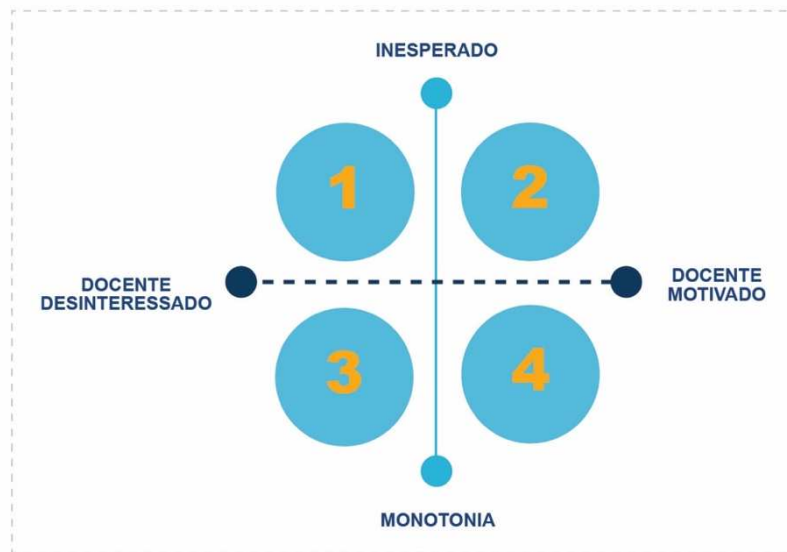 INESPERADO
1
2
DOCENTE
DESINTERESSADO
DOCENTE
MOTIVADO
3
4
MONOTONIA